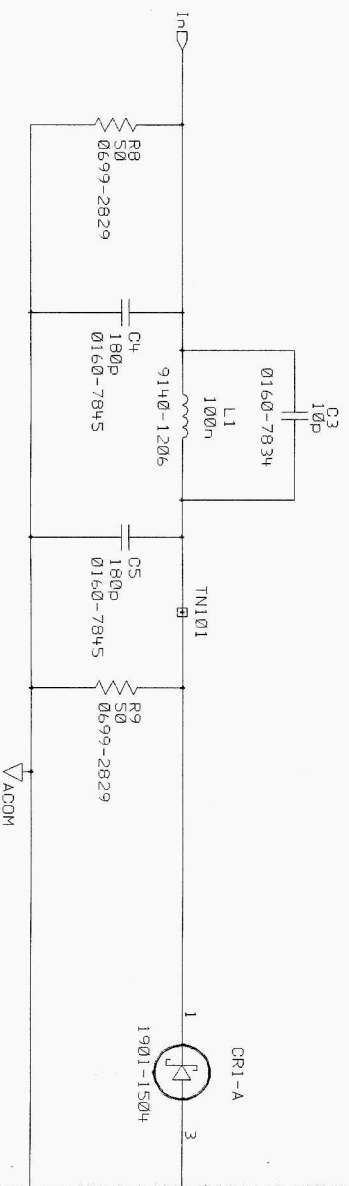 In
R8
50
0699-2829
C4
180p
0160-7845
C3
10p
0160-7834
L1
100n
9140-1206
C5
180p
0160-7845
TN101
R9
50
0699-2829
ACOM
CR1-A
1
3
1901-1504